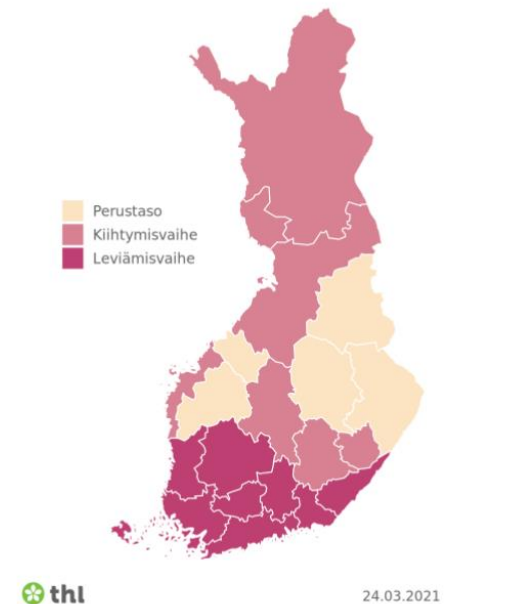 Perustaso
Kiihtymisvaihe
Leviämisvaihe
thl
24.03.2021